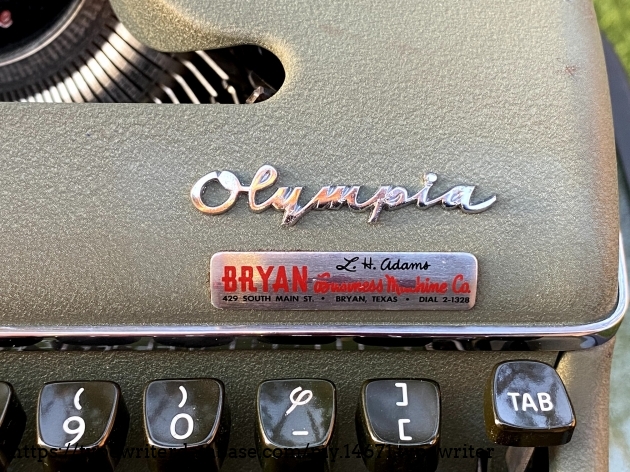 Olympia
L. H. Adams
BRYAN Business Machine Co.
429 SOUTH MAIN ST. • BRYAN, TEXAS • DIAL 2-1328
( ) φ ] TAB
9 0 - [